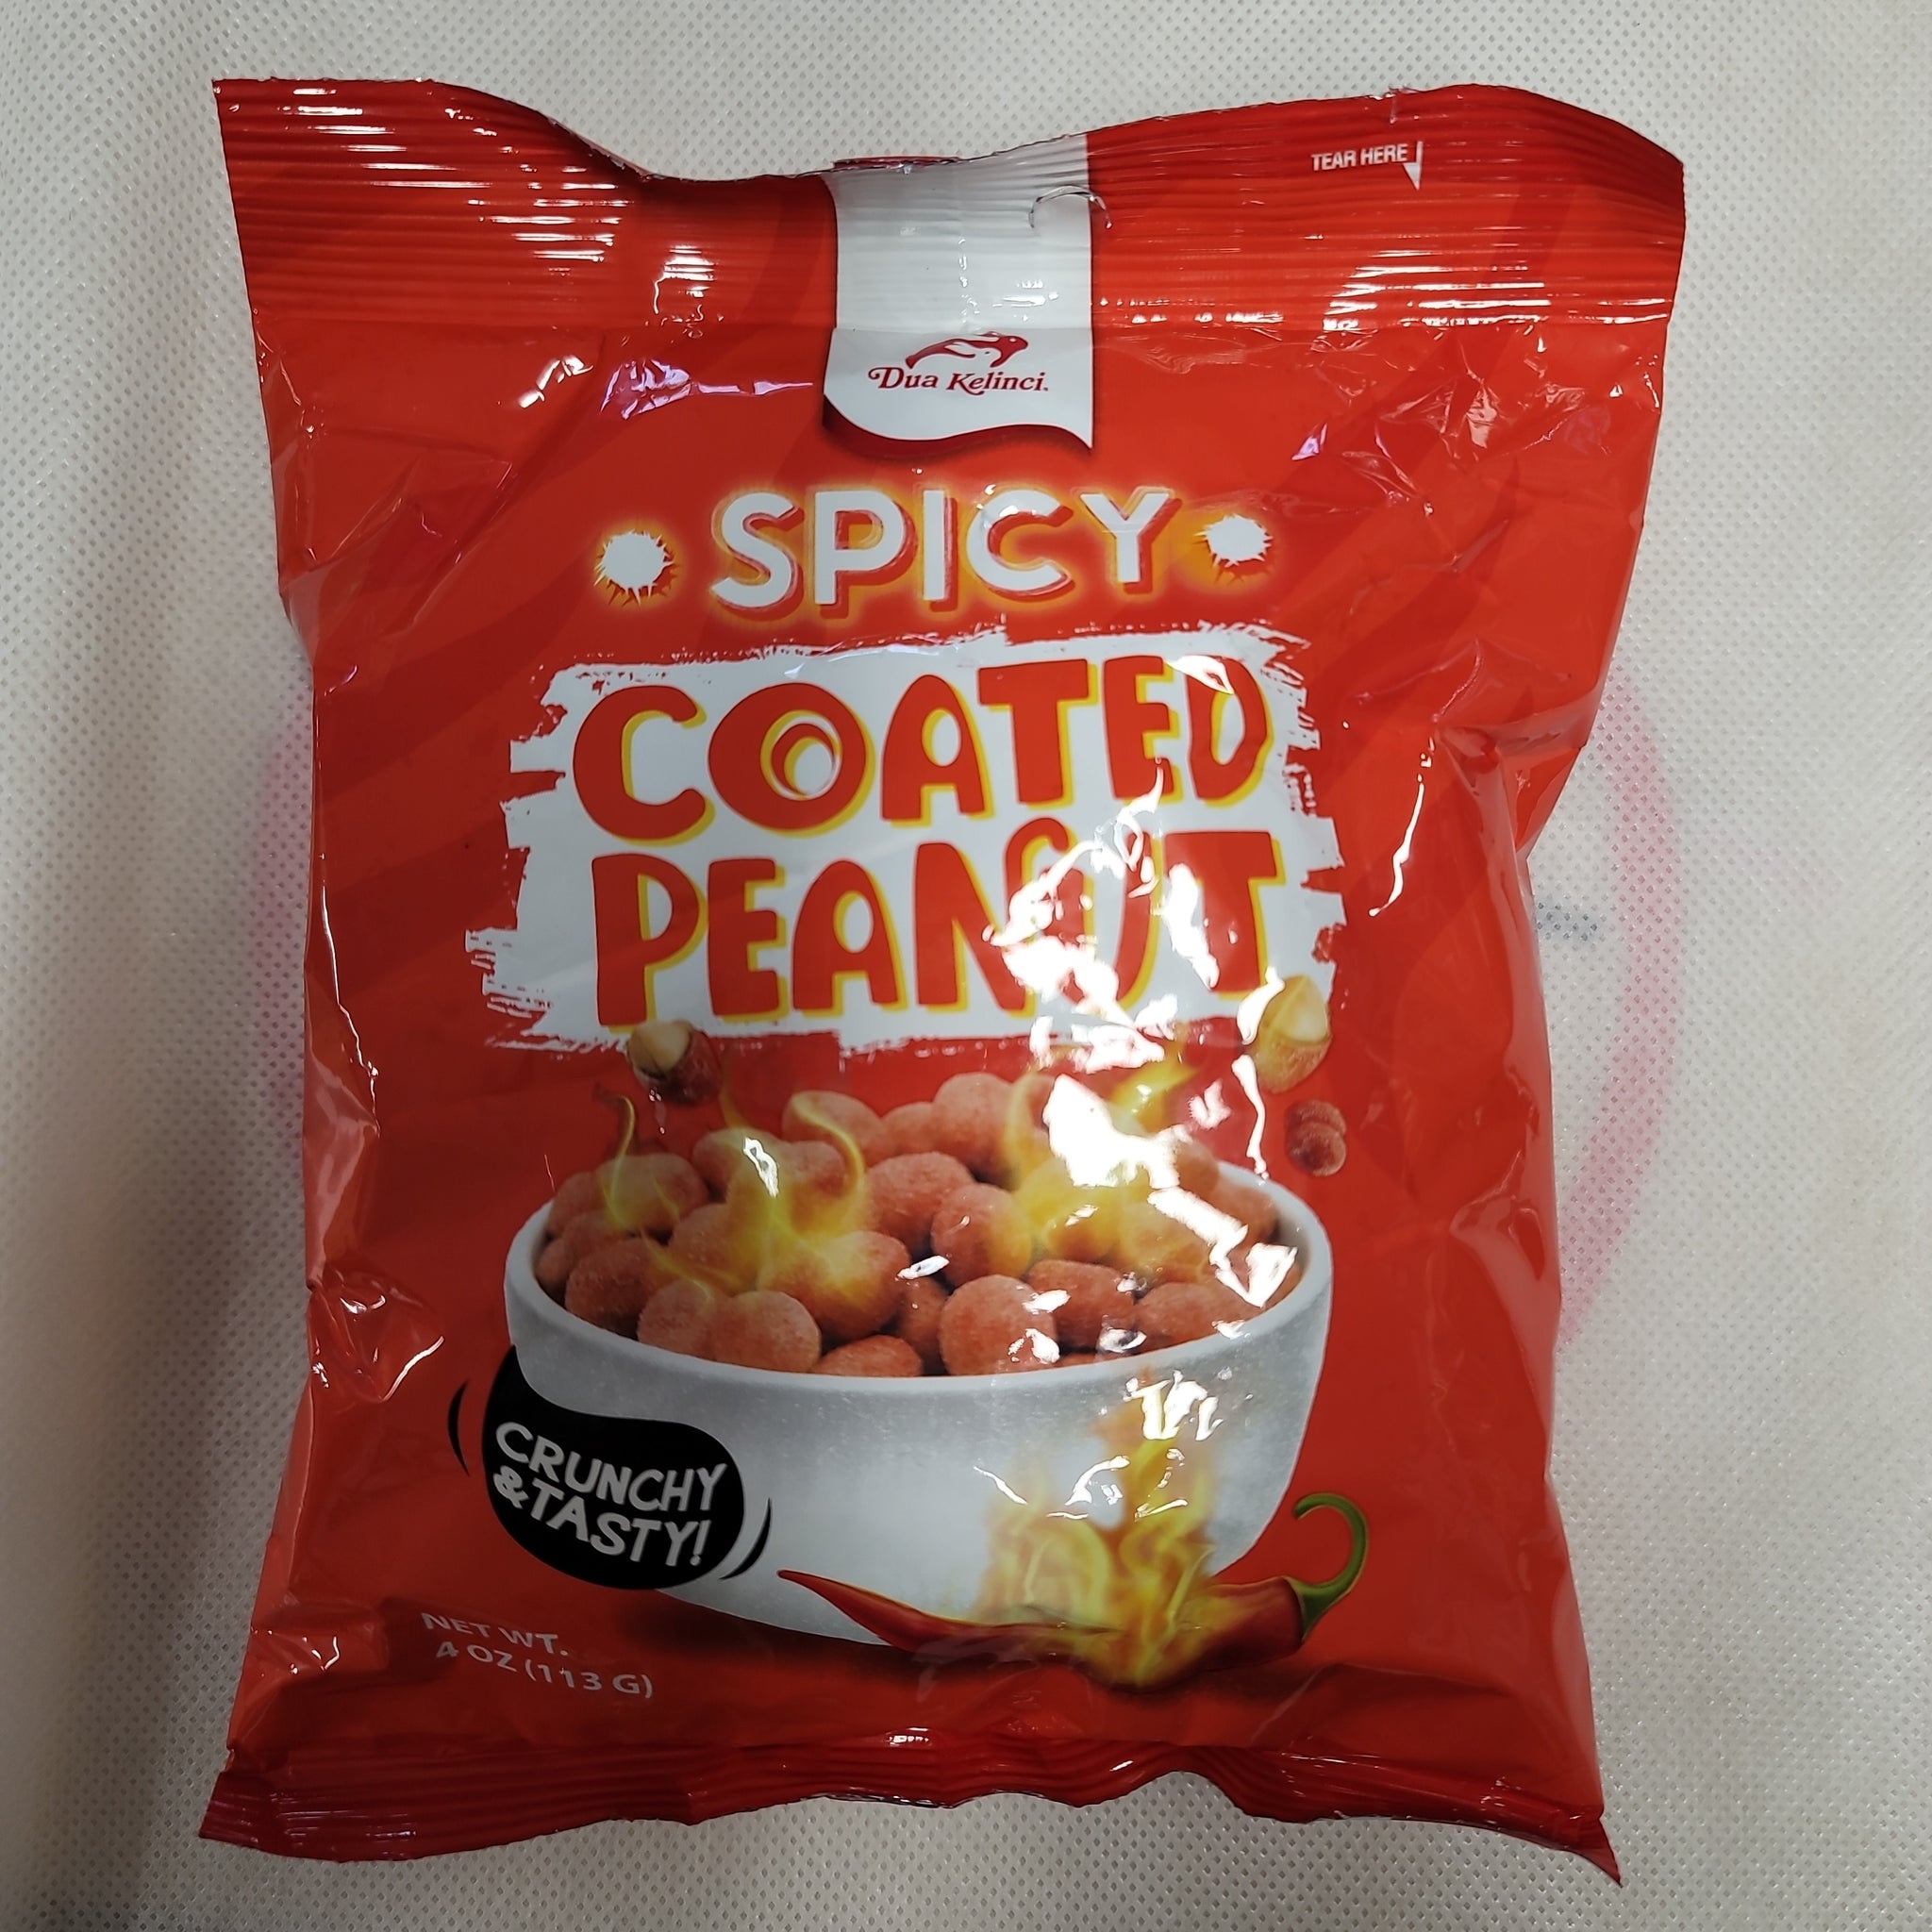 TEAR HERE
Dua Kelinci
SPICY
COATED
PEANUT
CRUNCHY
&TASTY!
NET WT.
4 OZ (113 G)